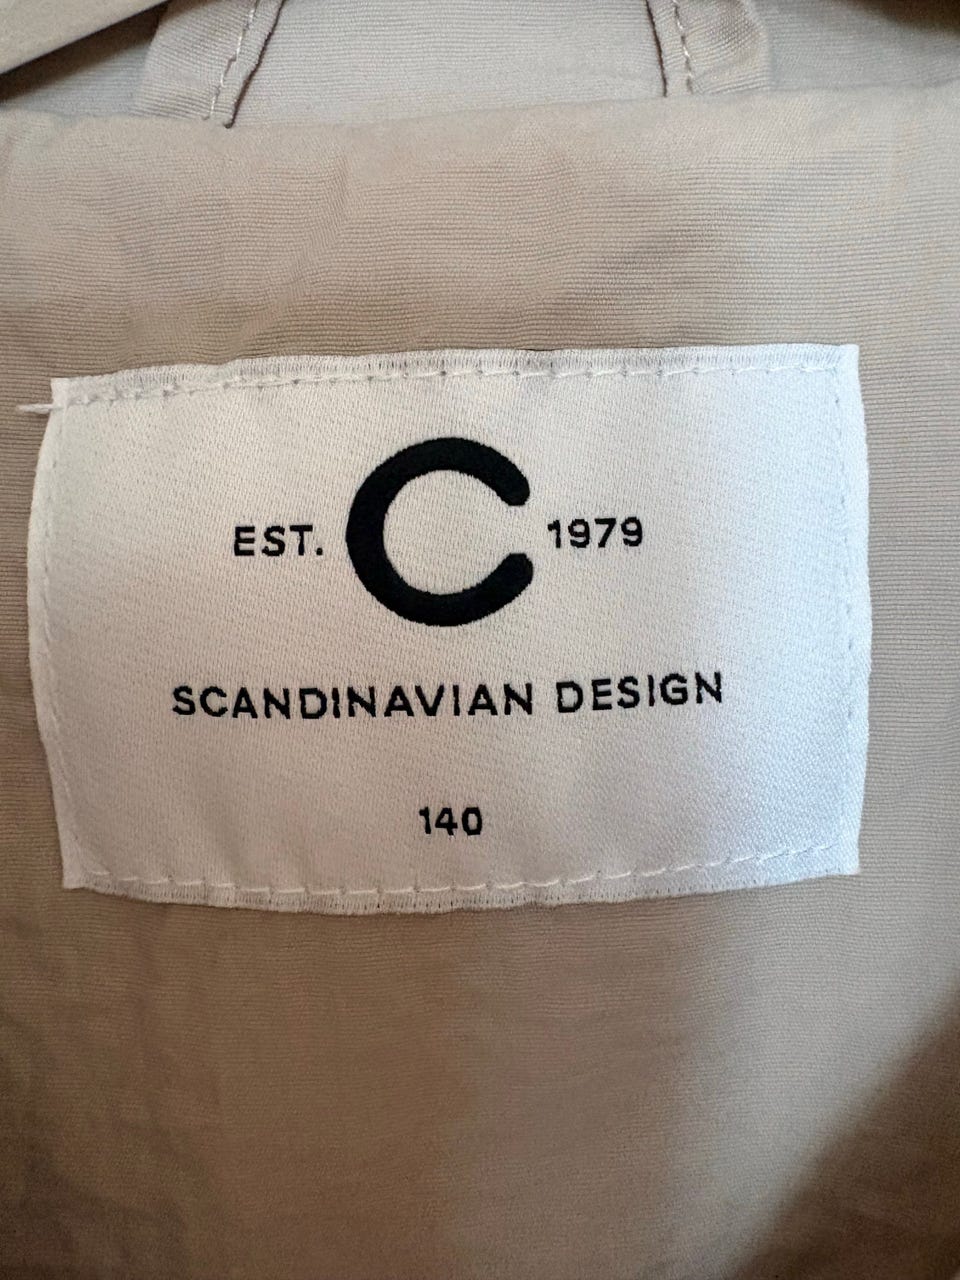 EST. C 1979
SCANDINAVIAN DESIGN
140